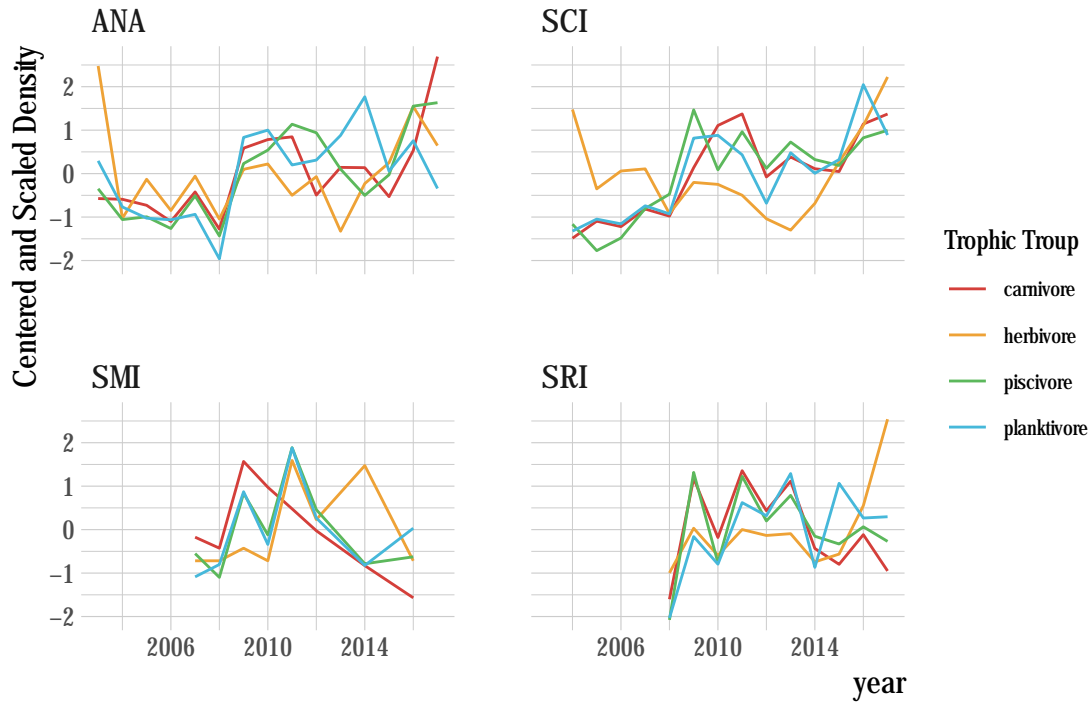 ANA
SCI
Centered and Scaled Density
2
1
0
−1
−2
Trophic Troup
carnivore
herbivore
piscivore
planktivore
SMI
SRI
2
1
0
−1
−2
2006 2010 2014
2006 2010 2014
year